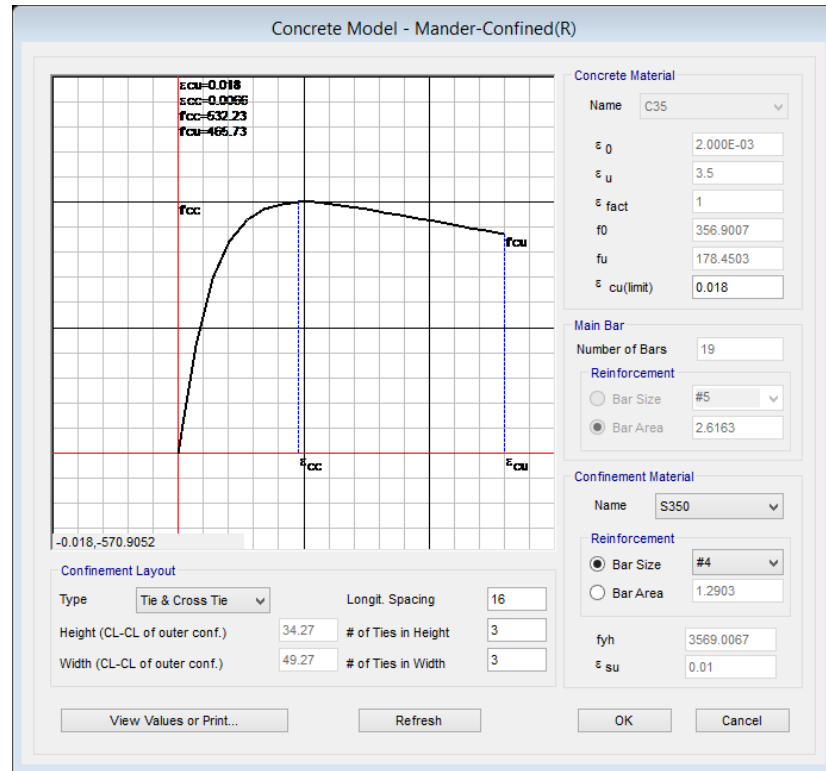 Concrete Model - Mander-Confined(R)
εcu=0.018
εcc=0.0066
fcc=532.23
fcu=465.73
fcc
fcu
εcc
εcu
-0.018,-570.9052
Concrete Material
Name C35
ε 0 2.000E-03
ε u 3.5
ε fact 1
f0 356.9007
fu 178.4503
ε cu(limit) 0.018
Main Bar
Number of Bars 19
Reinforcement
Bar Size #5
Bar Area 2.6163
Confinement Material
Name S350
Reinforcement
Bar Size #4
Bar Area 1.2903
fyh 3569.0067
ε su 0.01
Confinement Layout
Type Tie & Cross Tie Longit. Spacing 16
Height (CL-CL of outer conf.) 34.27 # of Ties in Height 3
Width (CL-CL of outer conf.) 49.27 # of Ties in Width 3
View Values or Print... Refresh OK Cancel